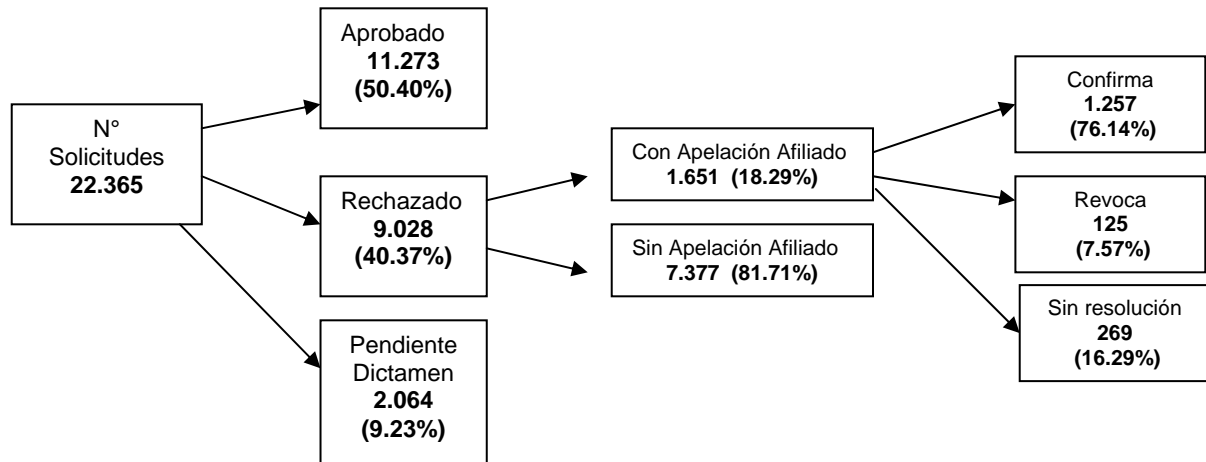 N°
Solicitudes
22.365
Aprobado
11.273
(50.40%)
Rechazado
9.028
(40.37%)
Pendiente
Dictamen
2.064
(9.23%)
Con Apelación Afiliado
1.651 (18.29%)
Sin Apelación Afiliado
7.377 (81.71%)
Confirma
1.257
(76.14%)
Revoca
125
(7.57%)
Sin resolución
269
(16.29%)